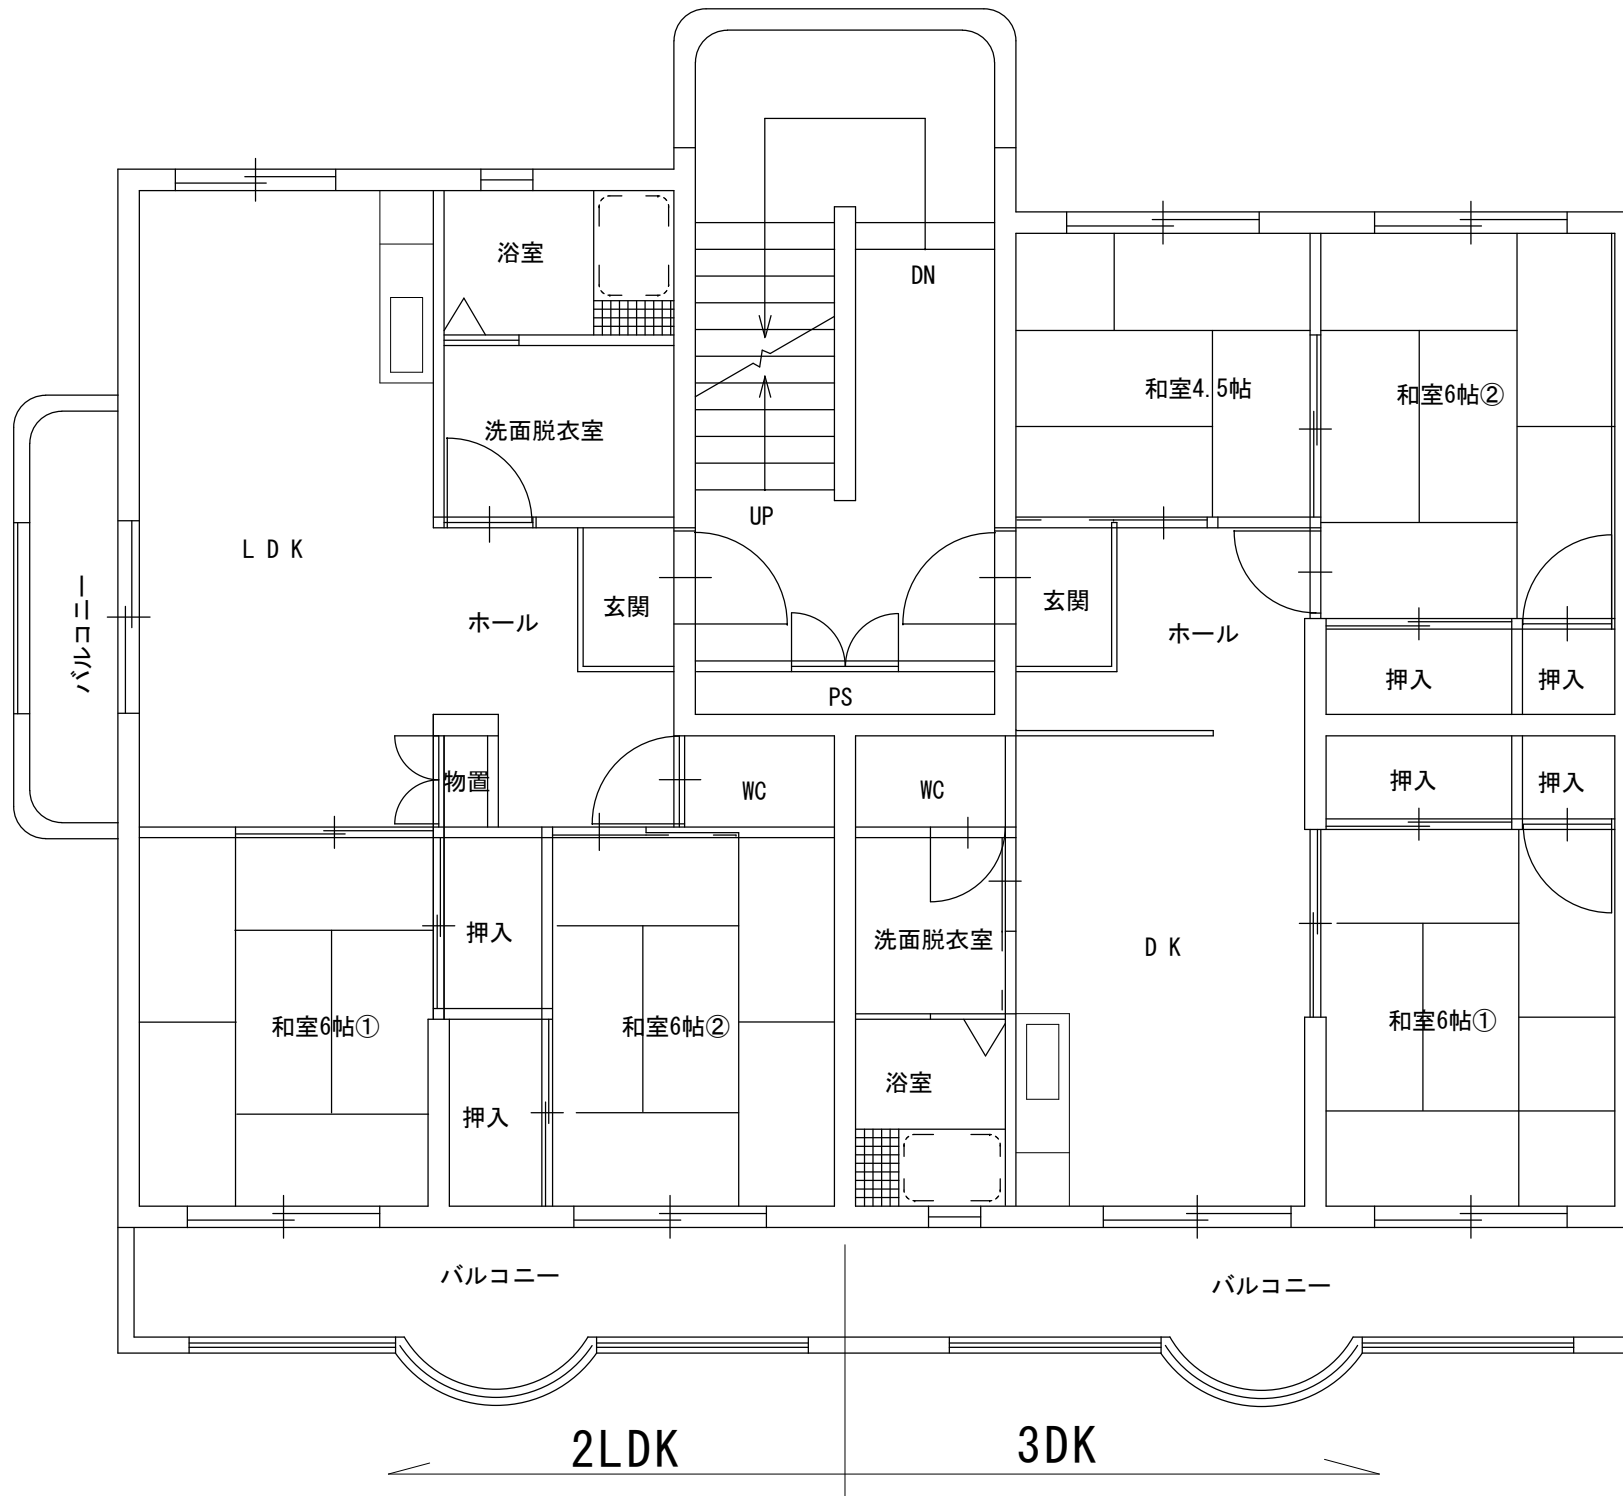 浴室
DN
和室4.5帖
和室6帖②
洗面脱衣室
UP
LDK
バルコニー
ホール
玄関
玄関
ホール
PS
押入
押入
物置
WC
WC
押入
押入
押入
洗面脱衣室
DK
和室6帖①
和室6帖②
和室6帖①
浴室
押入
バルコニー
バルコニー
2LDK
3DK